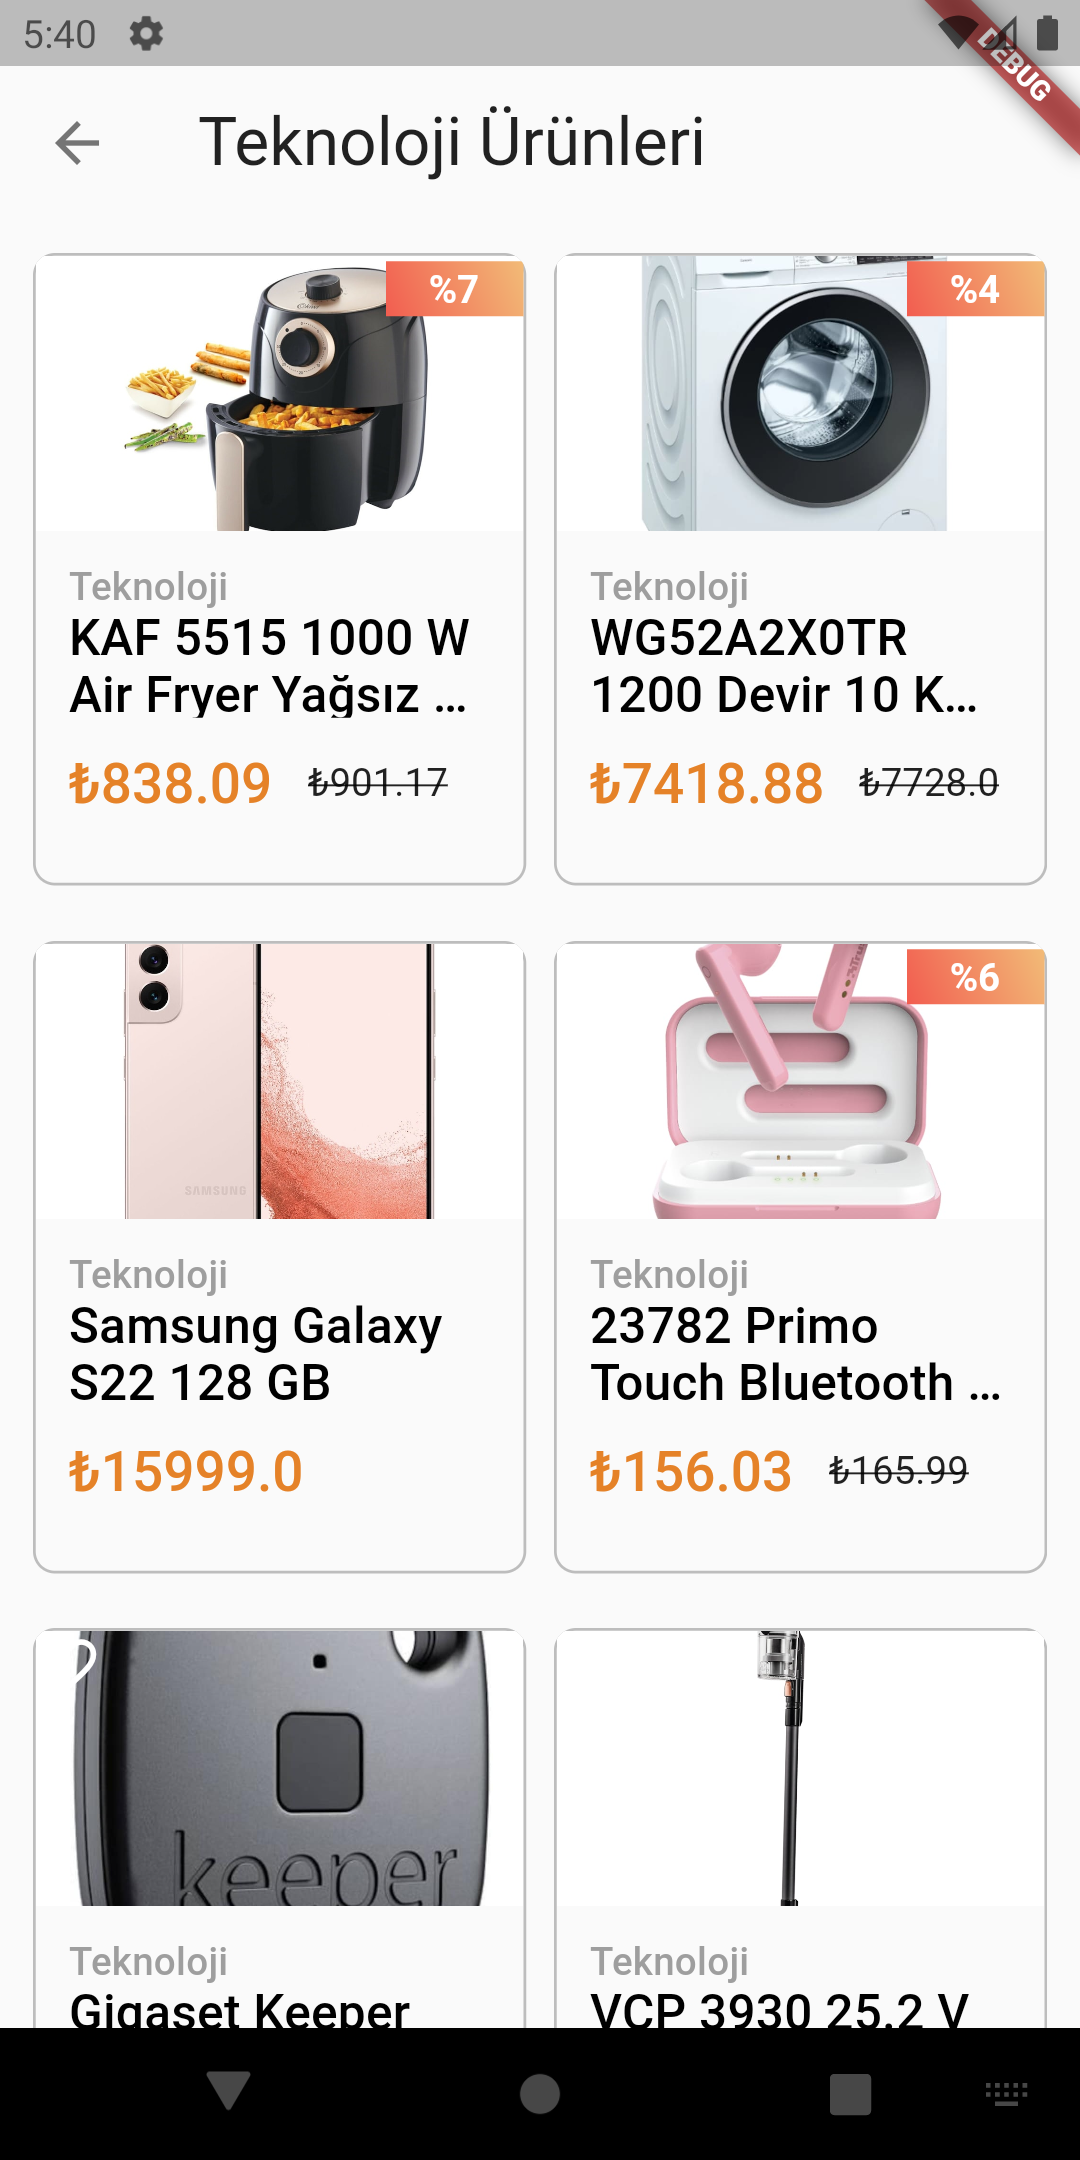 5:40
DEBUG
Teknoloji Ürünleri
%7
%4
Teknoloji
KAF 5515 1000 W
Air Fryer Yağsız ...
₺838.09 ₺901.17
Teknoloji
WG52A2X0TR
1200 Devir 10 K...
₺7418.88 ₺7728.0
SAMSUNG
%6
Teknoloji
Samsung Galaxy
S22 128 GB
₺15999.0
Teknoloji
23782 Primo
Touch Bluetooth ...
₺156.03 ₺165.99
keeper
Teknoloji
Gigaset Keeper
Teknoloji
VCP 3930 25.2 V